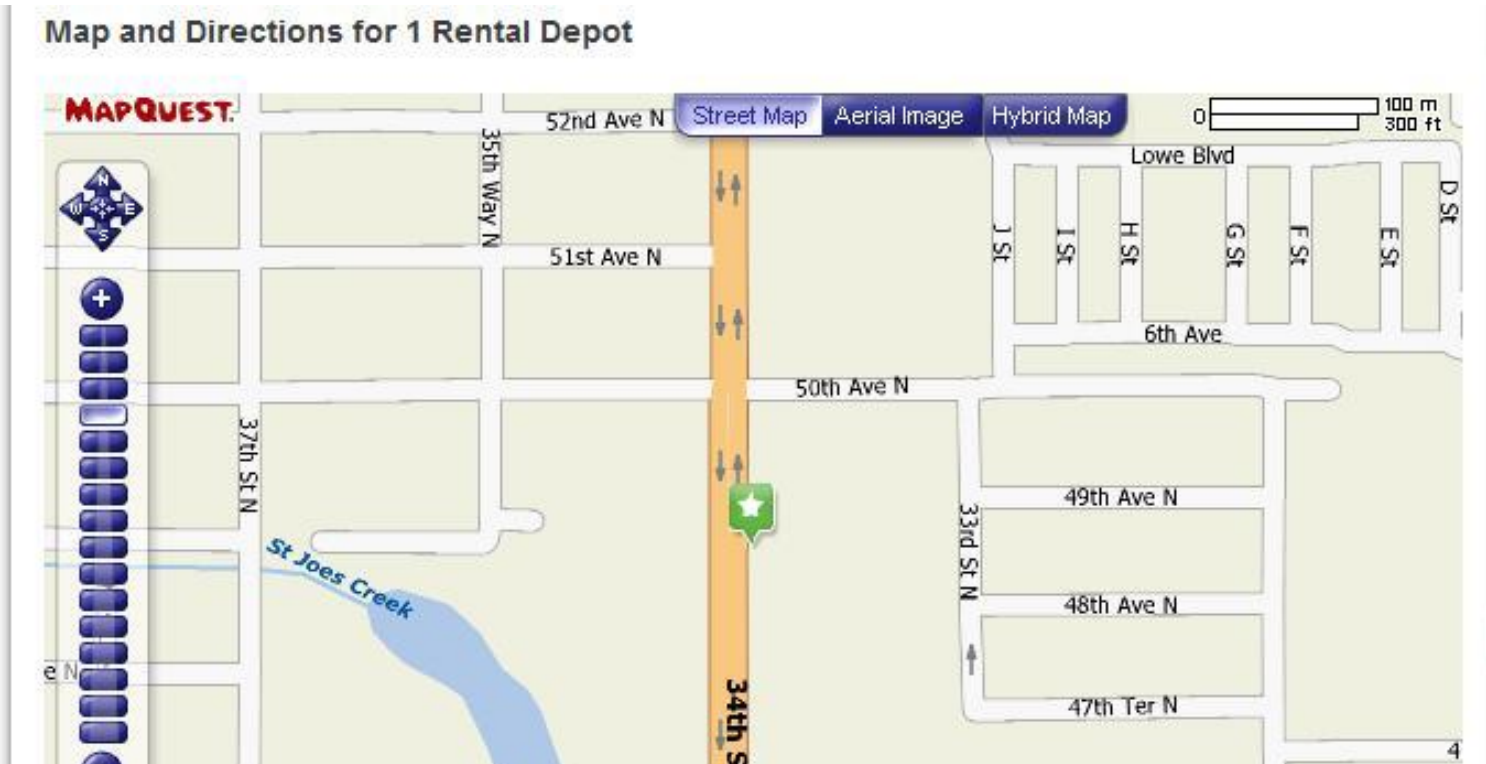 Map and Directions for 1 Rental Depot
MAPQUEST.
52nd Ave N
Street Map
Aerial Image
Hybrid Map
0
100 m
300 ft
35th Way N
Lowe Blvd
D St
N
W
E
S
51st Ave N
J St
I St
H St
G St
F St
E St
6th Ave
50th Ave N
37th St N
49th Ave N
33rd St N
St Joes Creek
48th Ave N
e N
34th S
47th Ter N
4